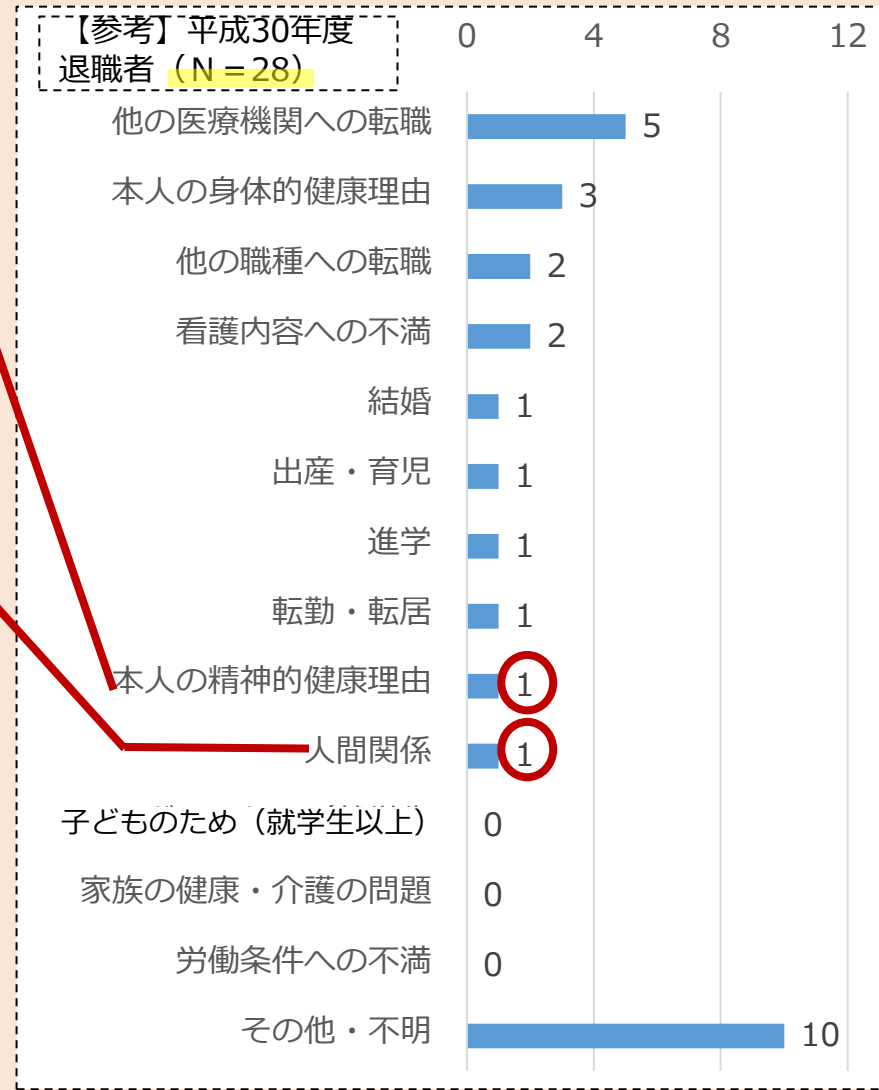 【参考】平成30年度
退職者（N＝28）
0 4 8 12
他の医療機関への転職 5
本人の身体的健康理由 3
他の職種への転職 2
看護内容への不満 2
結婚 1
出産・育児 1
進学 1
転勤・転居 1
本人の精神的健康理由 1
人間関係 1
子どものため（就学生以上） 0
家族の健康・介護の問題 0
労働条件への不満 0
その他・不明 10